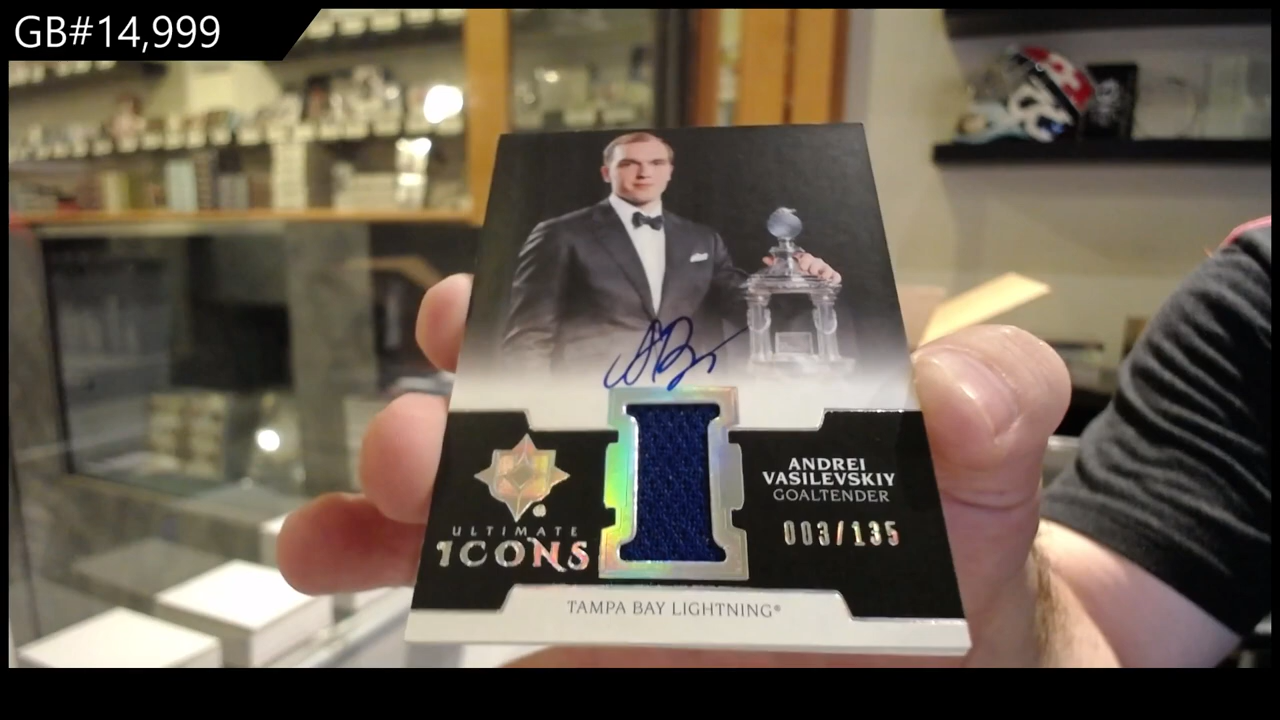 GB#14,999
ANDREI
VASILEVSKIY
GOALTENDER
003/135
ULTIMATE
ICONS
TAMPA BAY LIGHTNING®